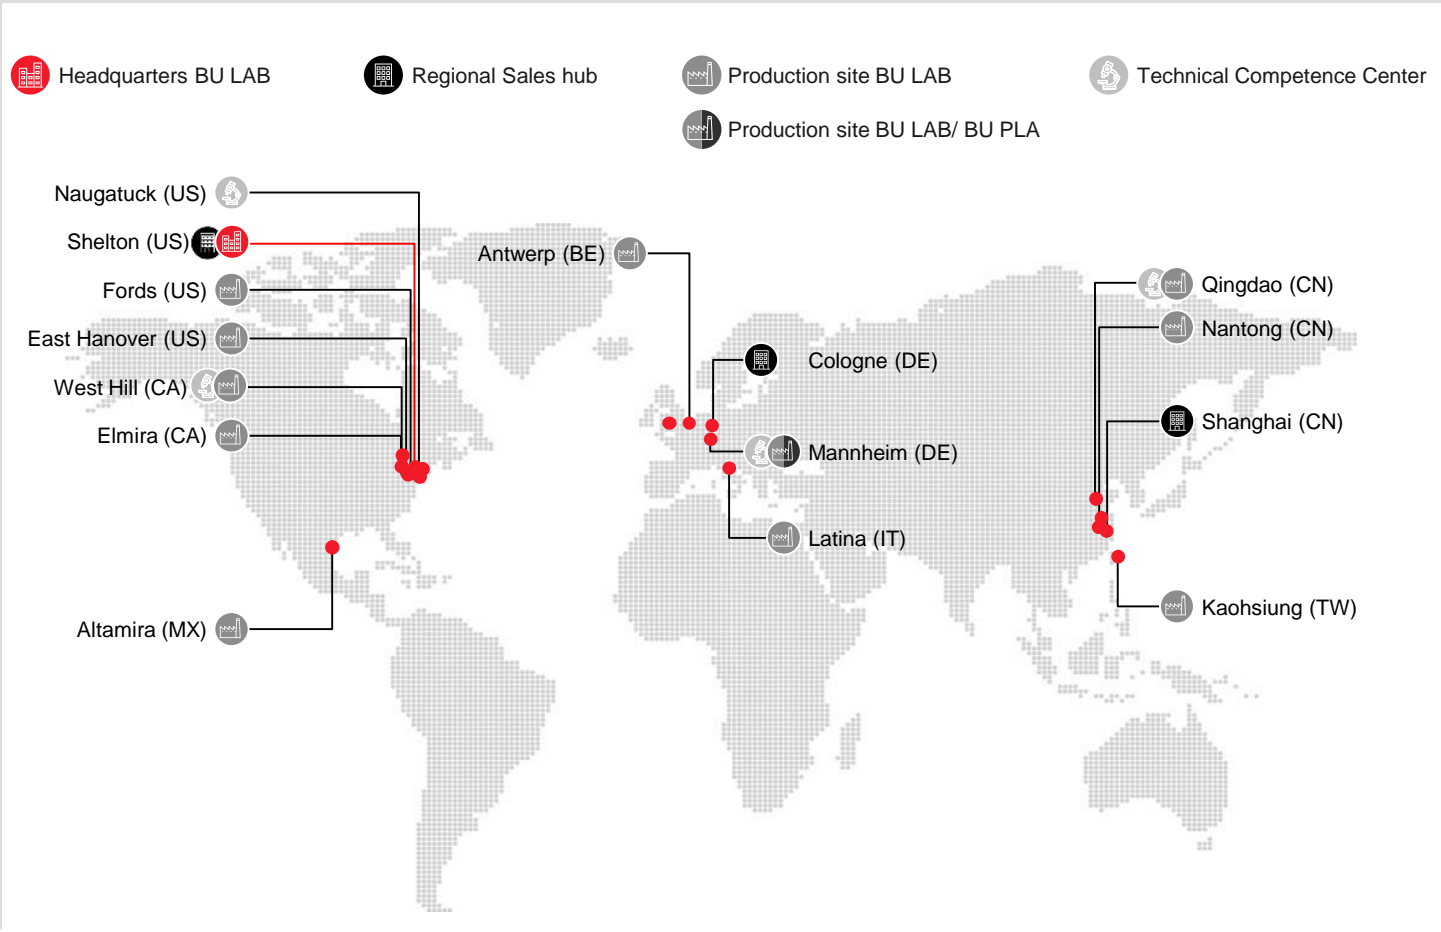 Headquarters BU LAB
Regional Sales hub
Production site BU LAB
Technical Competence Center
Production site BU LAB/ BU PLA
Naugatuck (US)
Shelton (US)
Fords (US)
East Hanover (US)
West Hill (CA)
Elmira (CA)
Altamira (MX)
Antwerp (BE)
Cologne (DE)
Mannheim (DE)
Latina (IT)
Qingdao (CN)
Nantong (CN)
Shanghai (CN)
Kaohsiung (TW)